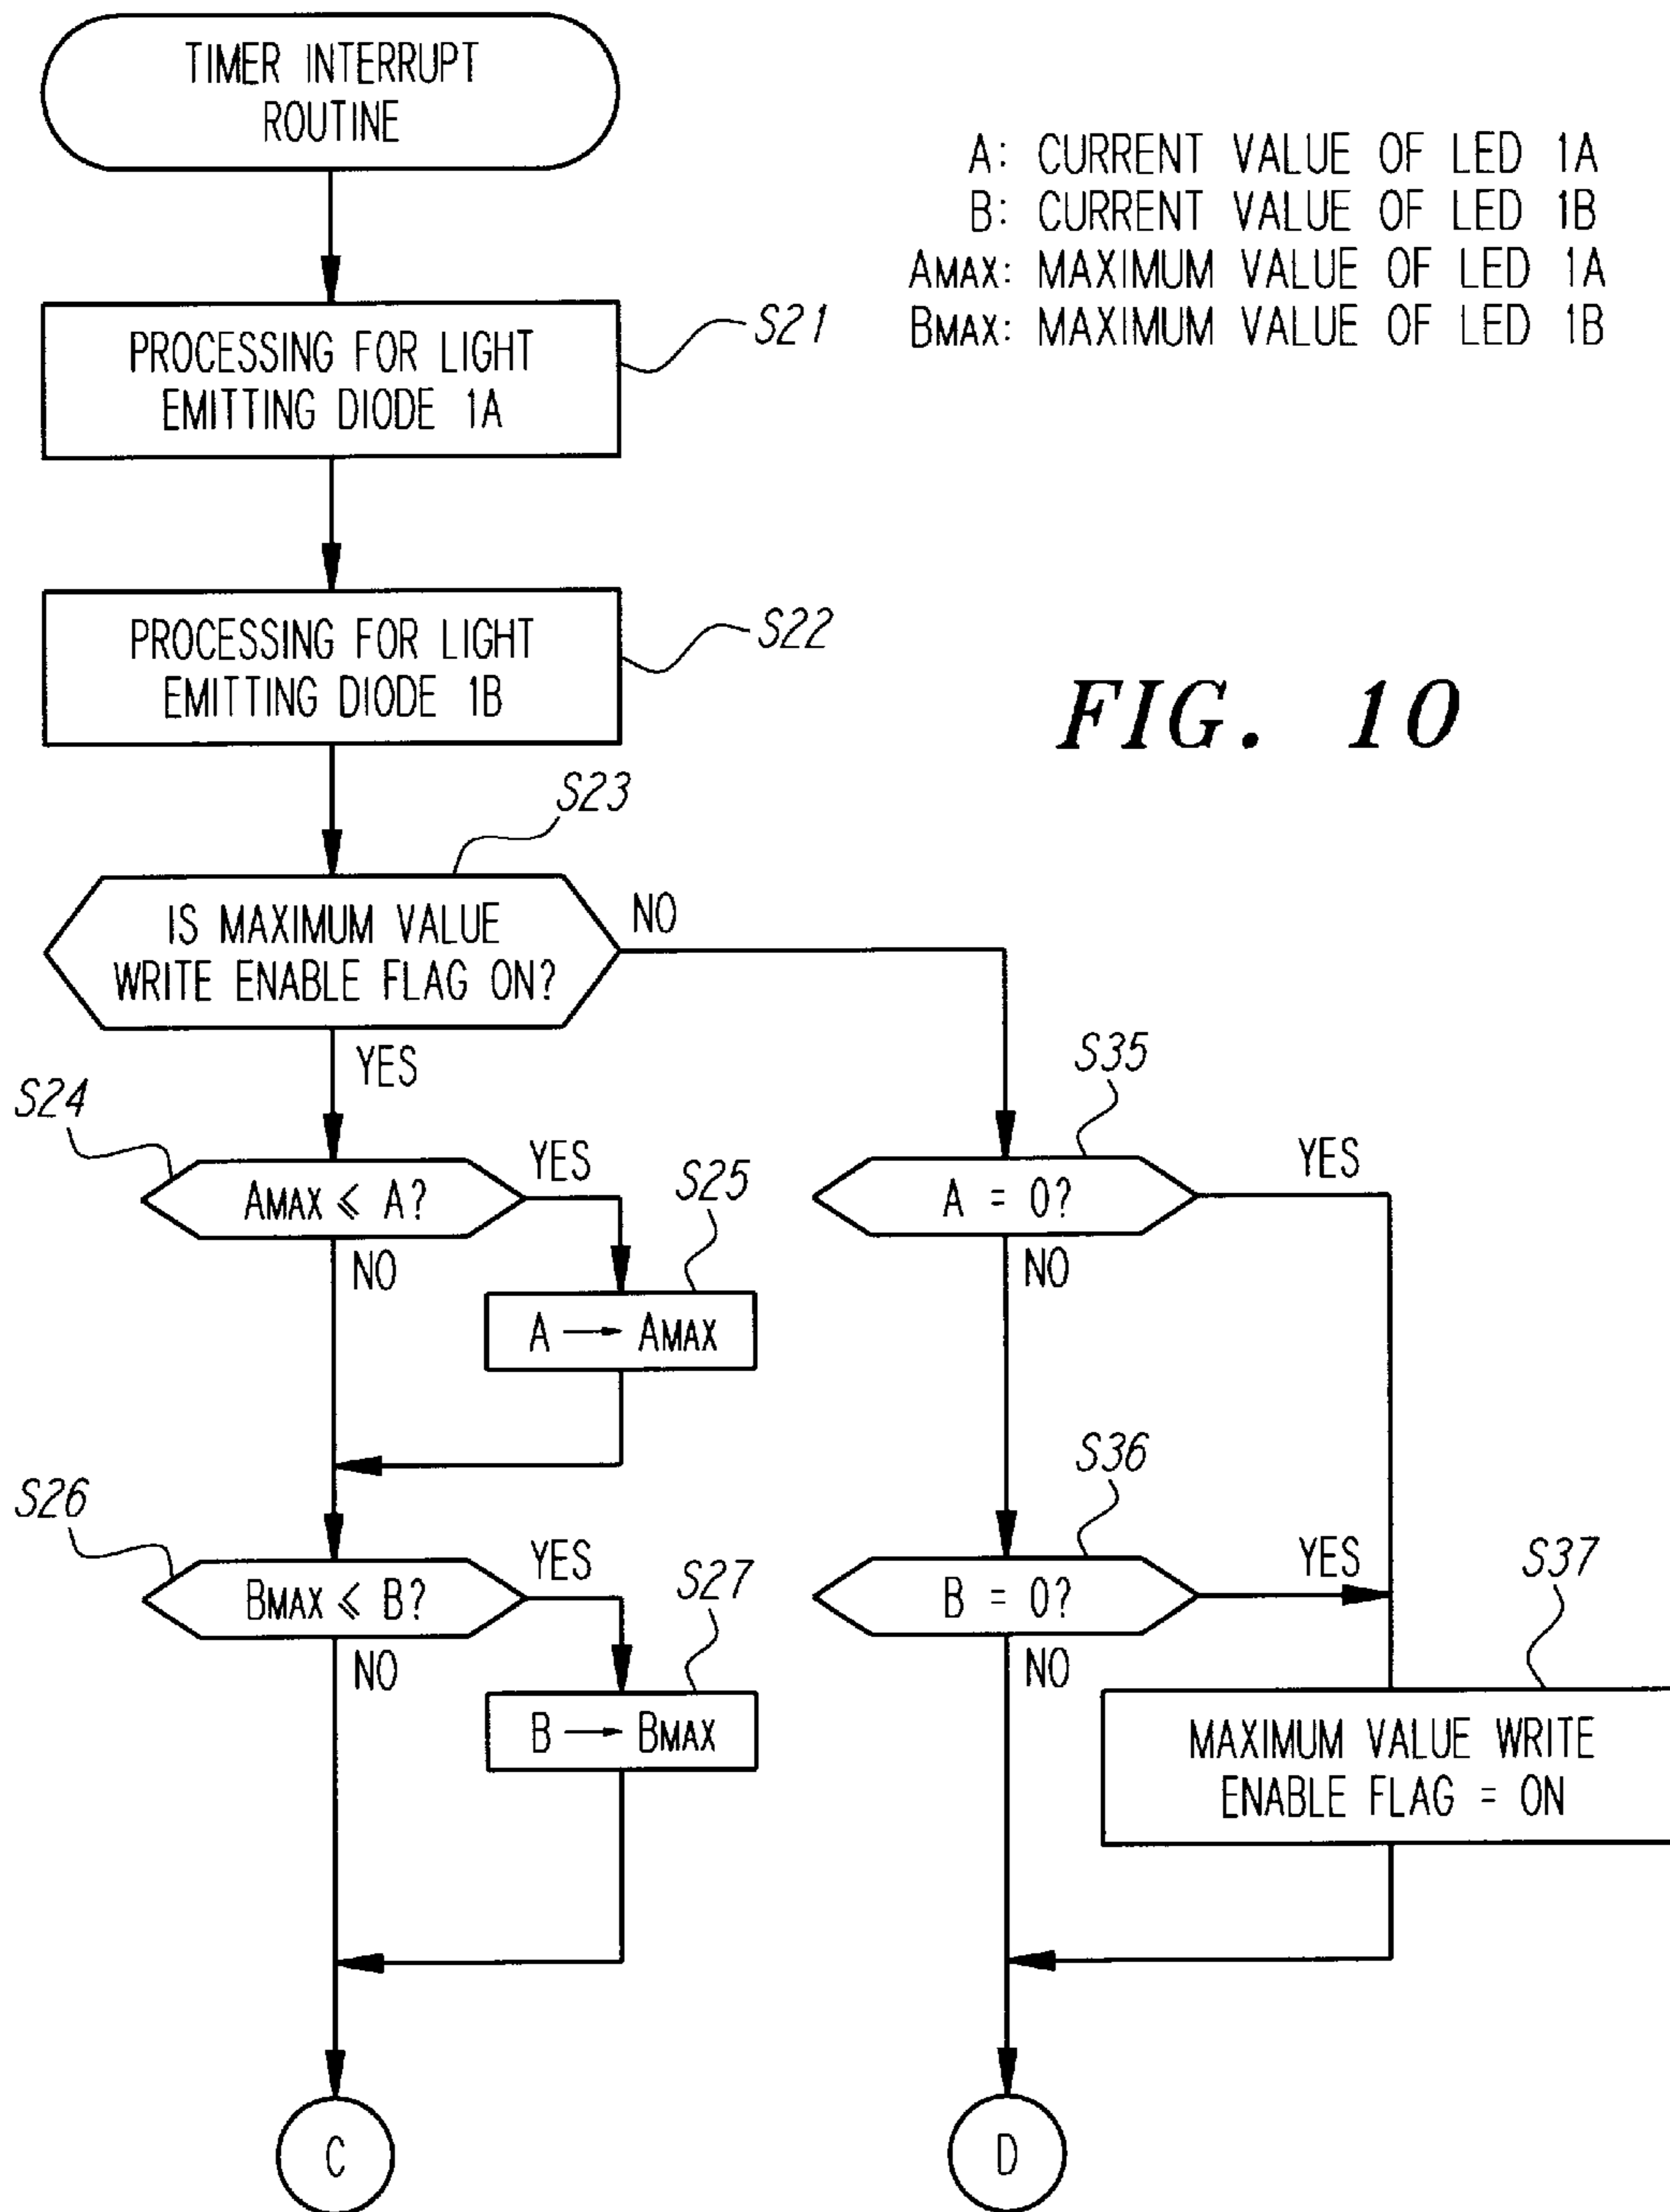 TIMER INTERRUPT
ROUTINE
A: CURRENT VALUE OF LED 1A
B: CURRENT VALUE OF LED 1B
AMAX: MAXIMUM VALUE OF LED 1A
BMAX: MAXIMUM VALUE OF LED 1B
S21
PROCESSING FOR LIGHT
EMITTING DIODE 1A
S22
PROCESSING FOR LIGHT
EMITTING DIODE 1B
FIG. 10
S23
IS MAXIMUM VALUE
WRITE ENABLE FLAG ON?
NO
YES
S24
AMAX ≤ A?
YES
NO
S25
A → AMAX
S26
BMAX ≤ B?
YES
NO
S27
B → BMAX
C
S35
A = 0?
YES
NO
S36
B = 0?
YES
NO
S37
MAXIMUM VALUE WRITE
ENABLE FLAG = ON
D